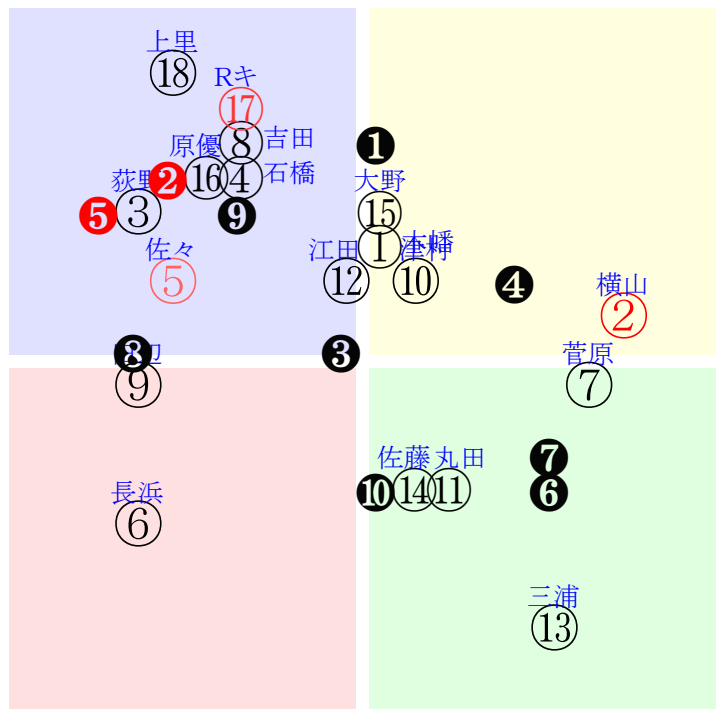 上里
⑱
Rキ
⑰
原優
⑧
吉田
❶
荻野
❷
⑯
④
石橋
大野
❺
③
❾
⑮
佐々
江田
①
⑤
⑫
⑩
❹
横山
②
❽
❸
菅原
⑨
⑦
佐藤
丸田
❼
長浜
❿
⑭
⑪
❻
⑥
三浦
⑬